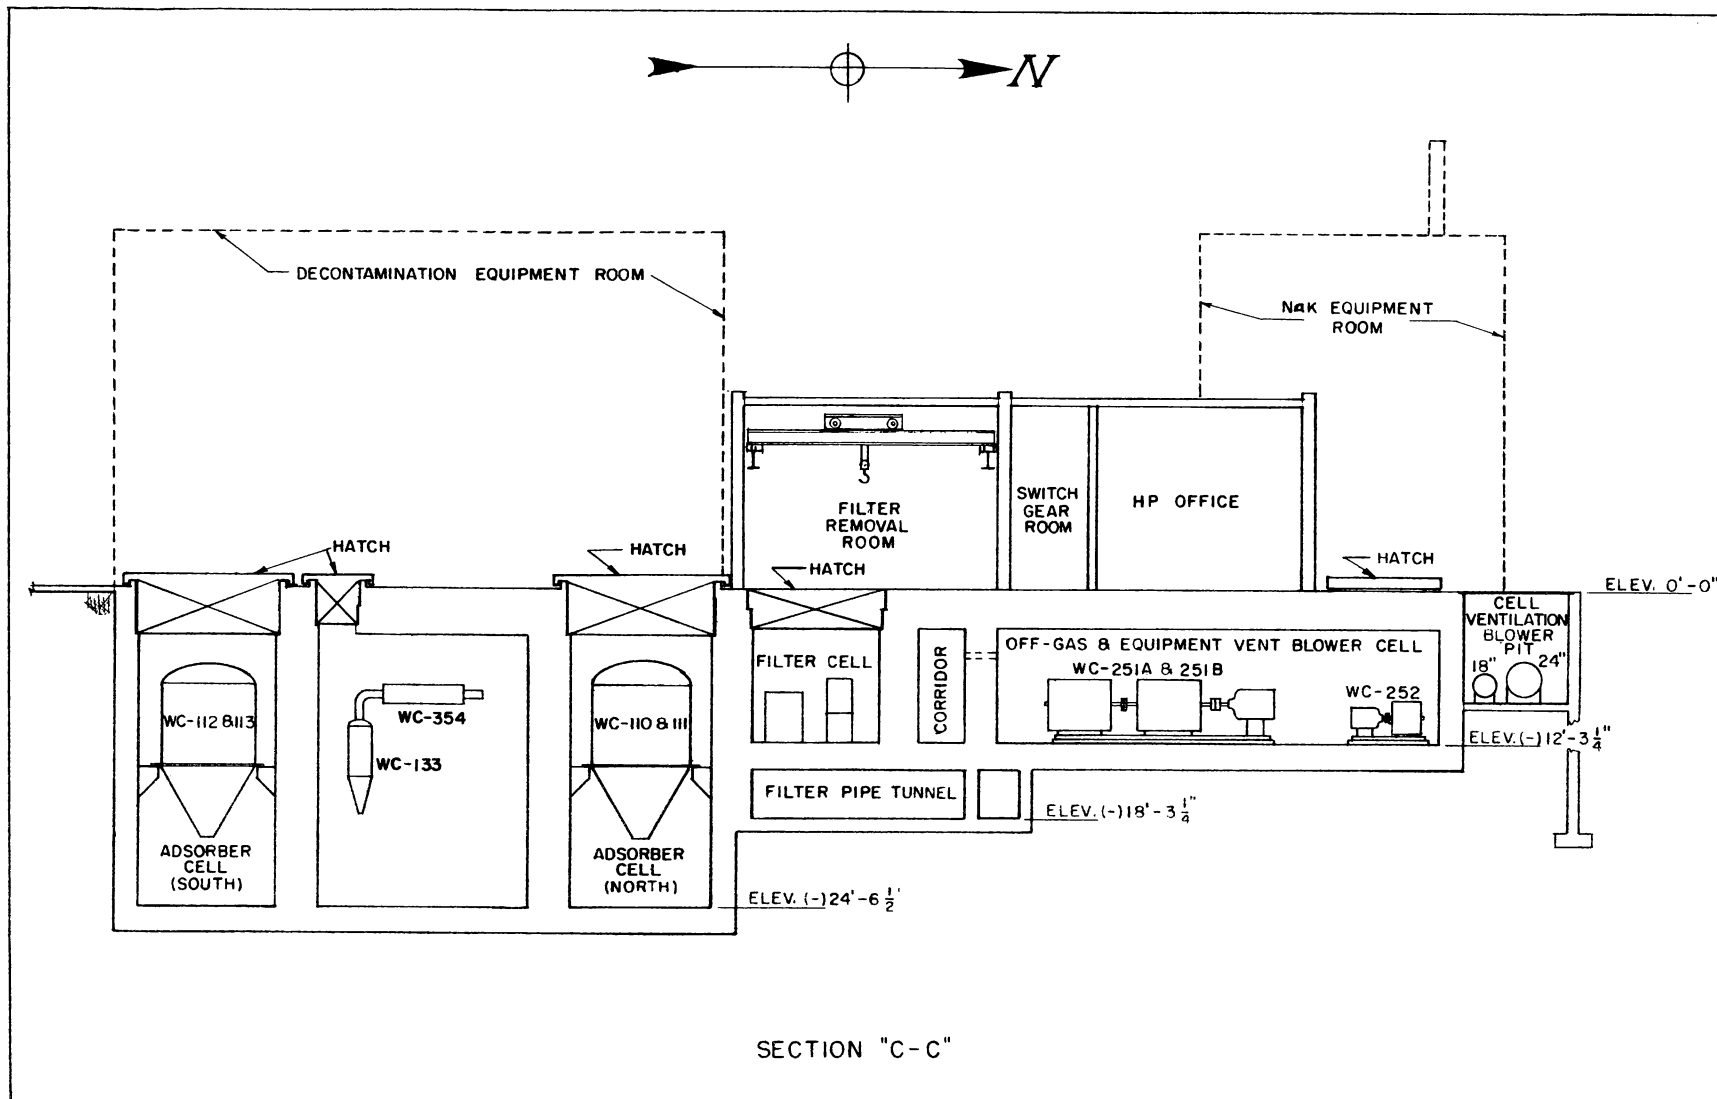 N
DECONTAMINATION EQUIPMENT ROOM
NaK EQUIPMENT
ROOM
FILTER
REMOVAL
ROOM
SWITCH
GEAR
ROOM
HP OFFICE
HATCH
HATCH
HATCH
HATCH
ELEV. 0'-0"
CELL
VENTILATION
BLOWER
PIT
18"
24"
FILTER CELL
CORRIDOR
OFF-GAS & EQUIPMENT VENT BLOWER CELL
WC-251A & 251B
WC-252
WC-112 & 113
WC-354
WC-133
WC-110 & 111
ELEV. (-) 12'-3 1/4"
FILTER PIPE TUNNEL
ELEV. (-) 18'-3 1/4"
ADSORBER
CELL
(SOUTH)
ADSORBER
CELL
(NORTH)
ELEV. (-) 24'-6 1/2'
SECTION "C-C"